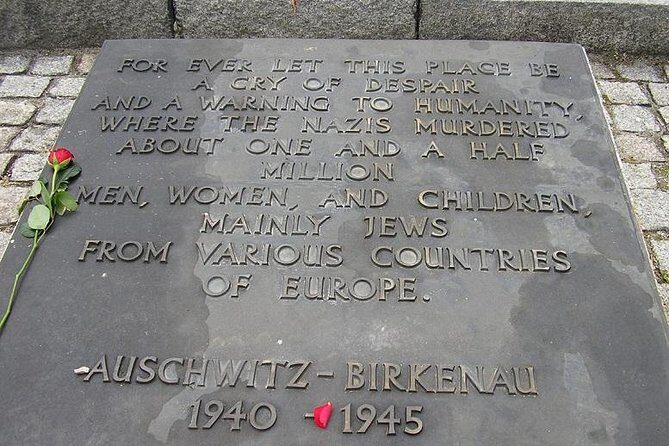 FOR EVER LET THIS PLACE BE
A CRY OF DESPAIR
AND A WARNING TO HUMANITY,
WHERE THE NAZIS MURDERED
ABOUT ONE AND A HALF
MILLION
MEN, WOMEN, AND CHILDREN,
MAINLY JEWS
FROM VARIOUS COUNTRIES
OF EUROPE.
AUSCHWITZ – BIRKENAU
1940 – 1945